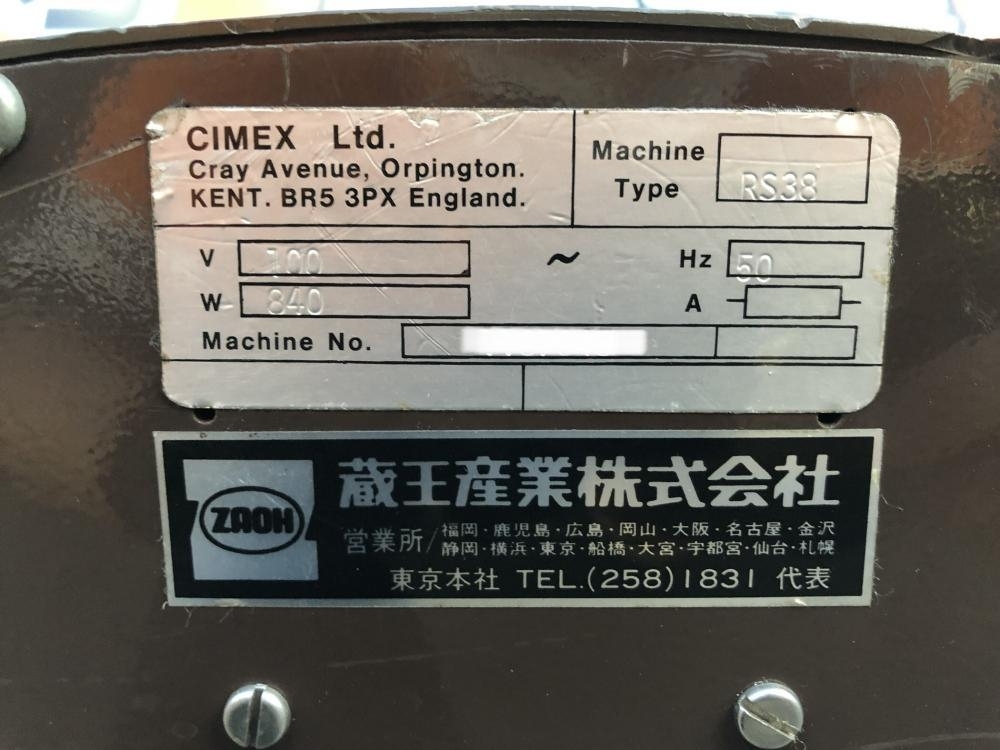 CIMEX Ltd.
Cray Avenue, Orpington.
KENT. BR5 3PX England.
Machine
Type RS38
V 100 ~ Hz 50
W 840 A
Machine No.
ZAOH
蔵王産業株式会社
営業所/福岡・鹿児島・広島・岡山・大阪・名古屋・金沢
静岡・横浜・東京・船橋・大宮・宇都宮・仙台・札幌
東京本社 TEL.(258)1831 代表